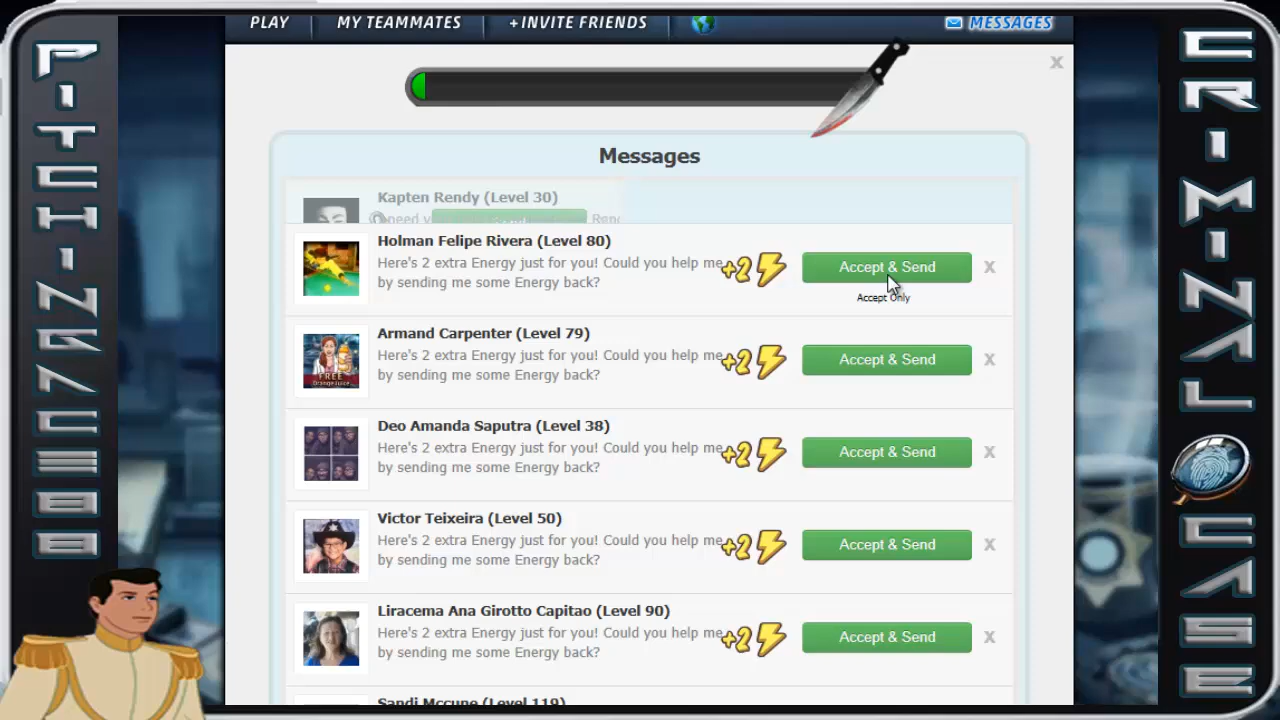 PLAY
MY TEAMMATES
+INVITE FRIENDS
MESSAGES
X
Messages
Kapten Rendy (Level 30)
need
Holman Felipe Rivera (Level 80)
Here's 2 extra Energy just for you! Could you help me
by sending me some Energy back?
+2
Accept & Send
X
Accept Only
Armand Carpenter (Level 79)
Here's 2 extra Energy just for you! Could you help me
by sending me some Energy back?
+2
Accept & Send
X
FREE
Orange Juice
Deo Amanda Saputra (Level 38)
Here's 2 extra Energy just for you! Could you help me
by sending me some Energy back?
+2
Accept & Send
X
Victor Teixeira (Level 50)
Here's 2 extra Energy just for you! Could you help me
by sending me some Energy back?
+2
Accept & Send
X
Liracema Ana Girotto Capitao (Level 90)
Here's 2 extra Energy just for you! Could you help me
by sending me some Energy back?
+2
Accept & Send
X
Sandi Mccune (Level 119)
CRIMINAL
CASE